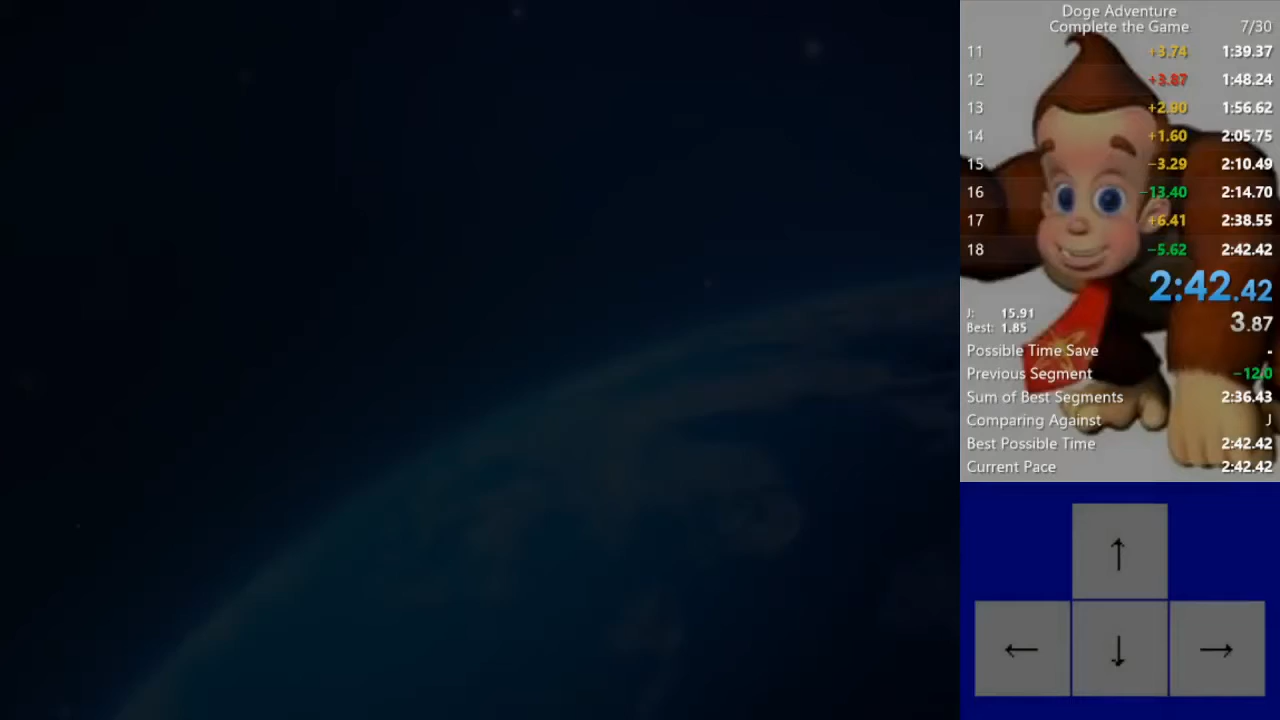 Doge Adventure
Complete the Game 7/30
11 +3.74 1:39.37
12 +3.87 1:48.24
13 +2.90 1:56.62
14 +1.60 2:05.75
15 −3.29 2:10.49
16 −13.40 2:14.70
17 +6.41 2:38.55
18 −5.62 2:42.42
2:42.42
J: 15.91
Best: 1.85
3.87
Possible Time Save -
Previous Segment −12.0
Sum of Best Segments 2:36.43
Comparing Against J
Best Possible Time 2:42.42
Current Pace 2:42.42
↑
← ↓ →